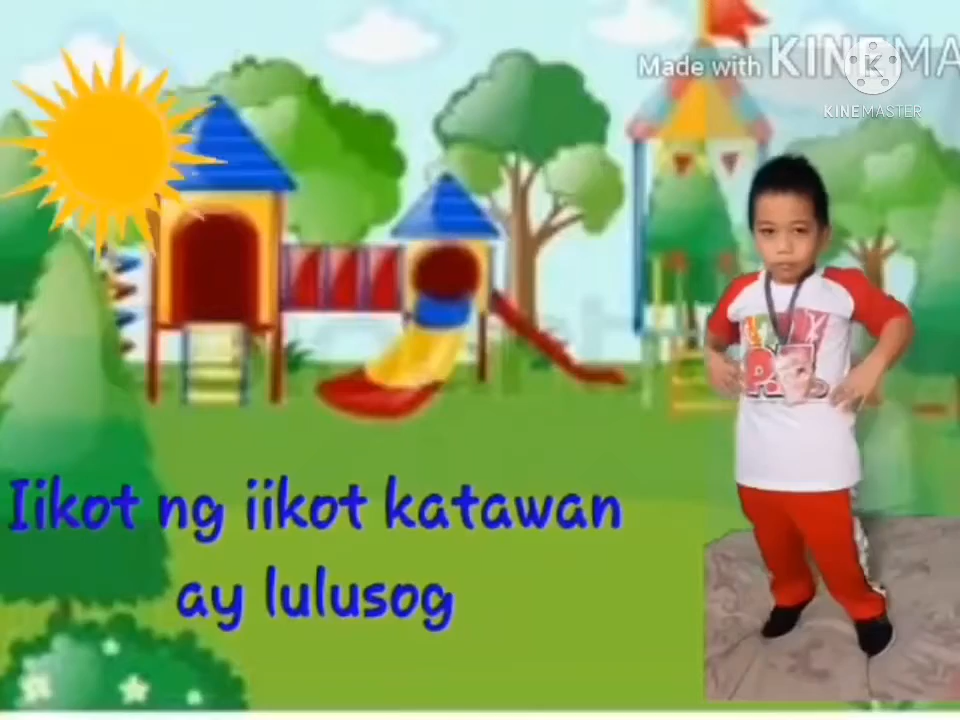 Made with KINEMA
KINEMASTER
Iikot ng iikot katawan
ay lulusog